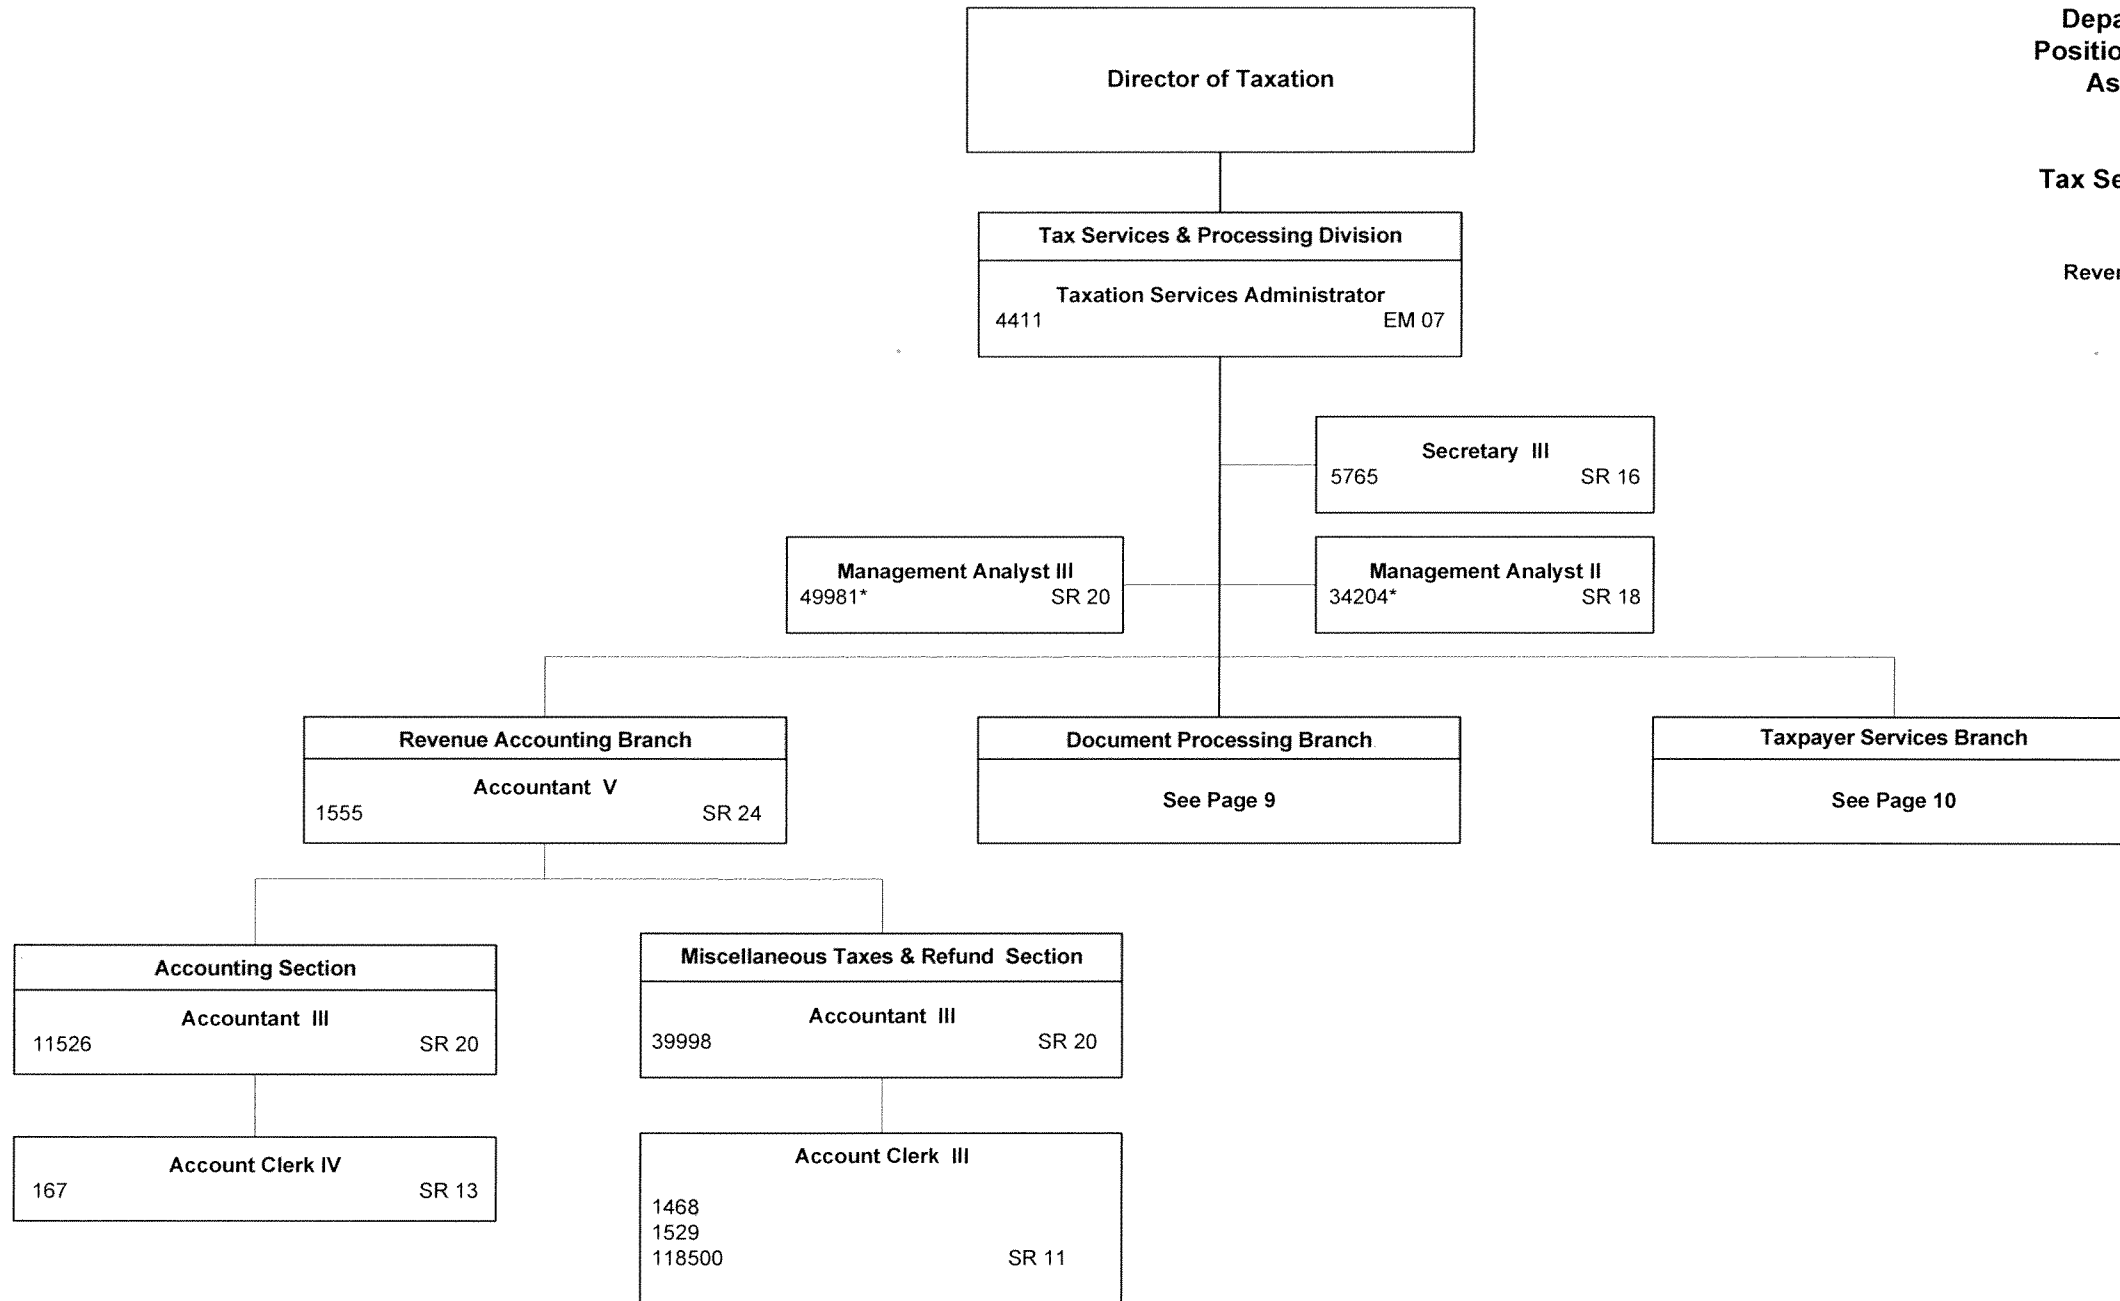 Director of Taxation
Tax Services & Processing Division
Taxation Services Administrator
4411 EM 07
Secretary III
5765 SR 16
Management Analyst III
49981* SR 20
Management Analyst II
34204* SR 18
Revenue Accounting Branch
Accountant V
1555 SR 24
Document Processing Branch
See Page 9
Taxpayer Services Branch
See Page 10
Accounting Section
Accountant III
11526 SR 20
Miscellaneous Taxes & Refund Section
Accountant III
39998 SR 20
Account Clerk IV
167 SR 13
Account Clerk III
1468
1529
118500 SR 11
As
Tax